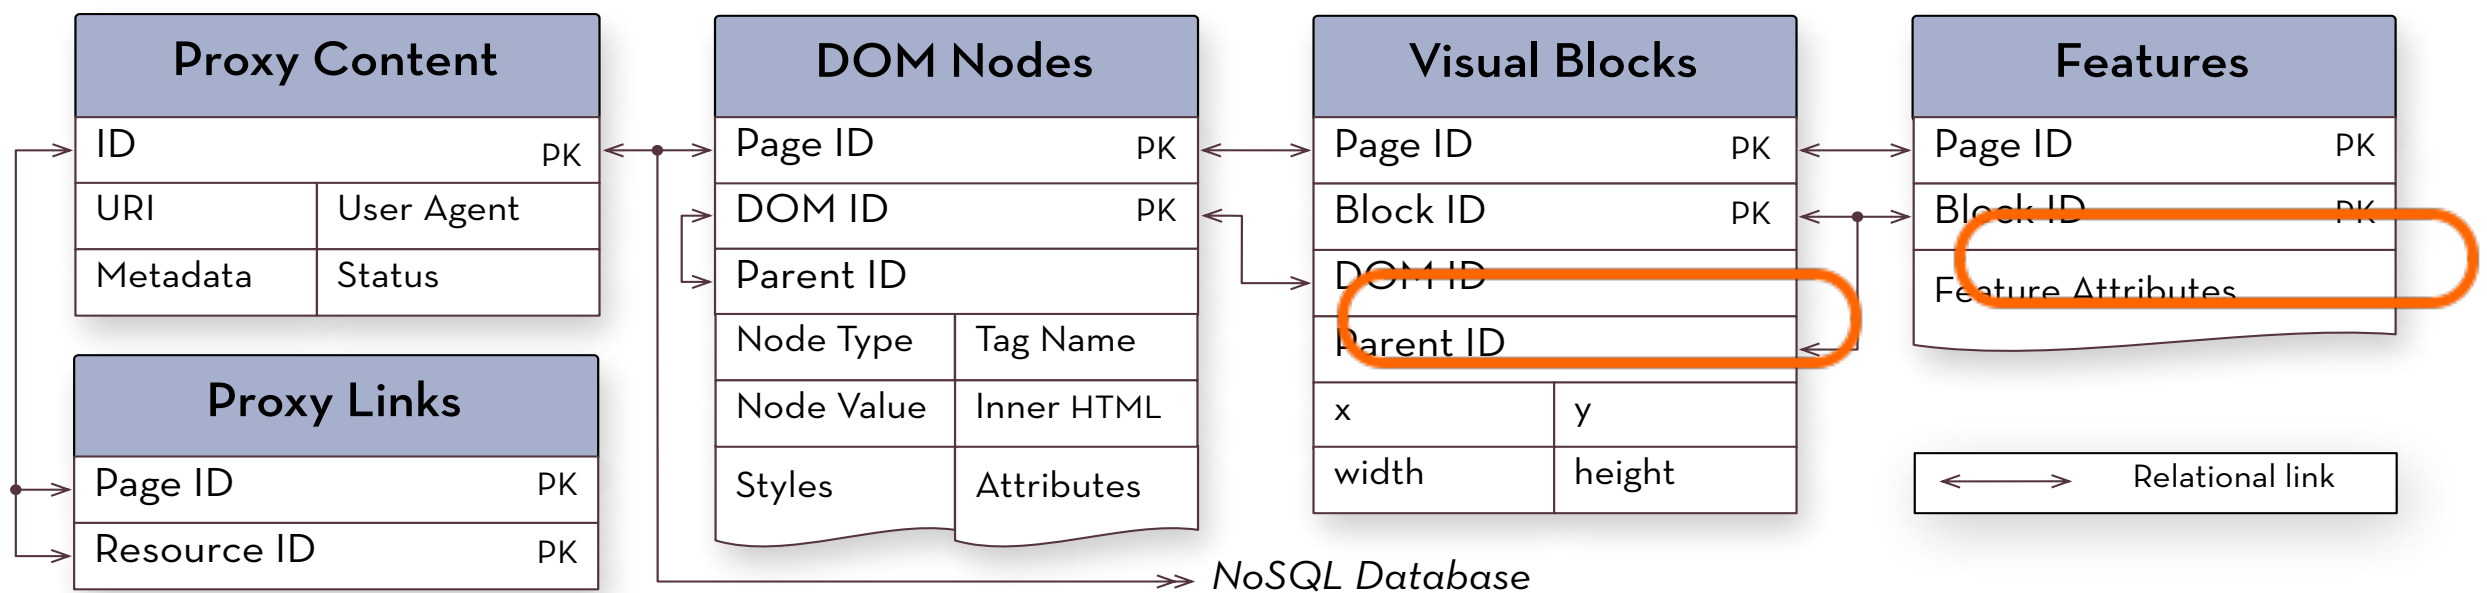 Proxy Content
ID PK
URI User Agent
Metadata Status
Proxy Links
Page ID PK
Resource ID PK
DOM Nodes
Page ID PK
DOM ID PK
Parent ID
Node Type Tag Name
Node Value Inner HTML
Styles Attributes
Visual Blocks
Page ID PK
Block ID PK
DOM ID
Parent ID
x y
width height
Features
Page ID PK
Block ID PK
Feature Attributes
Relational link
NoSQL Database